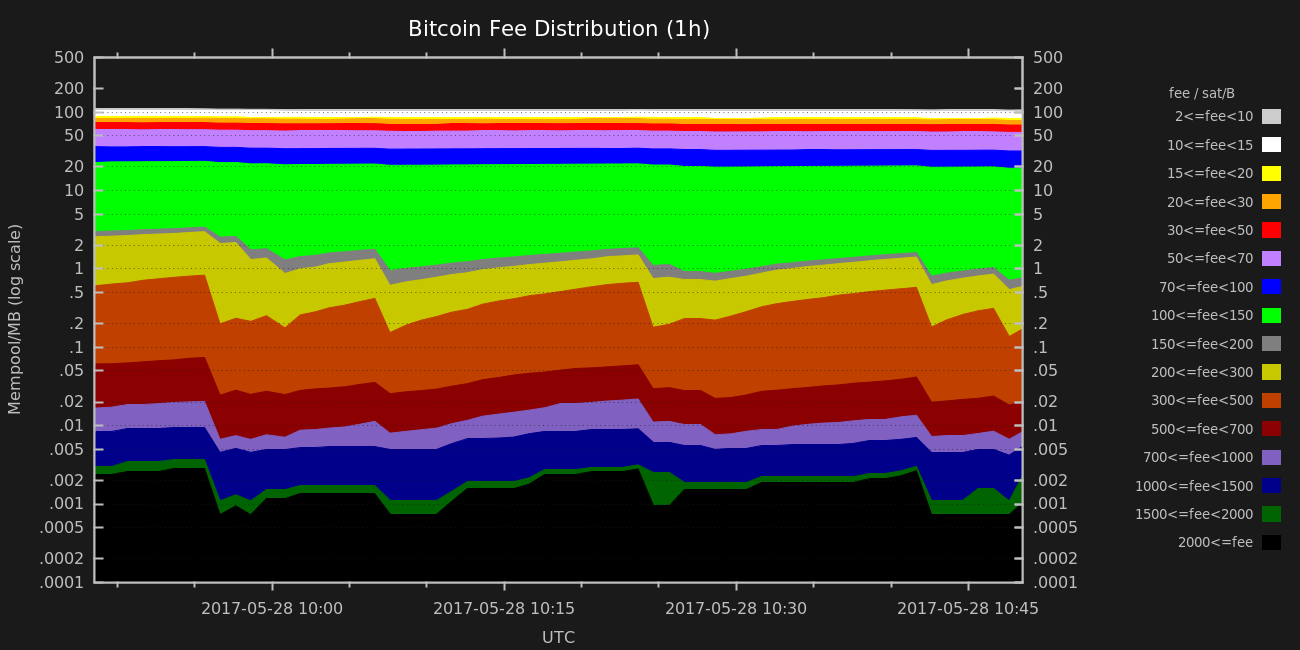 Bitcoin Fee Distribution (1h)
500 500
200 200
100 100
50 50
20 20
10 10
5 5
2 2
1 1
.5 .5
.2 .2
.1 .1
.05 .05
.02 .02
.01 .01
.005 .005
.002 .002
.001 .001
.0005 .0005
.0002 .0002
.0001 .0001
Mempool/MB (log scale)
2017-05-28 10:00 2017-05-28 10:15 2017-05-28 10:30 2017-05-28 10:45
UTC
fee / sat/B
2<=fee<10
10<=fee<15
15<=fee<20
20<=fee<30
30<=fee<50
50<=fee<70
70<=fee<100
100<=fee<150
150<=fee<200
200<=fee<300
300<=fee<500
500<=fee<700
700<=fee<1000
1000<=fee<1500
1500<=fee<2000
2000<=fee